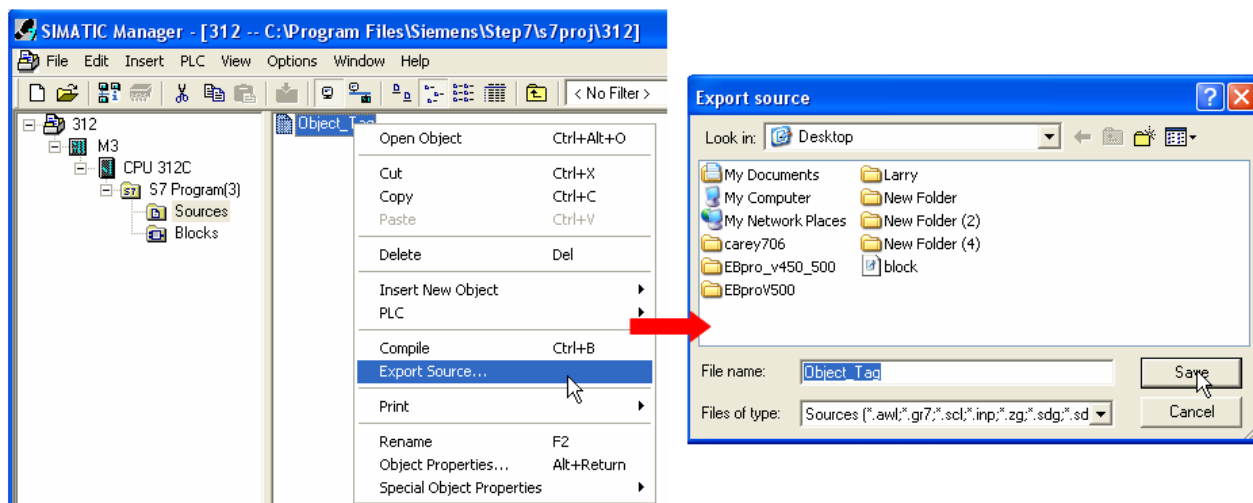 SIMATIC Manager - [312 -- C:\Program Files\Siemens\Step7\s7proj\312]
File Edit Insert PLC View Options Window Help
< No Filter >
312
M3
CPU 312C
S7 Program(3)
Sources
Blocks
Object_Tag
Open Object Ctrl+Alt+O
Cut Ctrl+X
Copy Ctrl+C
Paste Ctrl+V
Delete Del
Insert New Object
PLC
Compile Ctrl+B
Export Source...
Print
Rename F2
Object Properties... Alt+Return
Special Object Properties
Export source
Look in: Desktop
My Documents
My Computer
My Network Places
carey706
EBpro_v450_500
EBproV500
Larry
New Folder
New Folder (2)
New Folder (4)
block
File name: Object_Tag Save
Files of type: Sources (*.awl;*.gr7;*.scl;*.inp;*.zg;*.sdg;*.sd Cancel